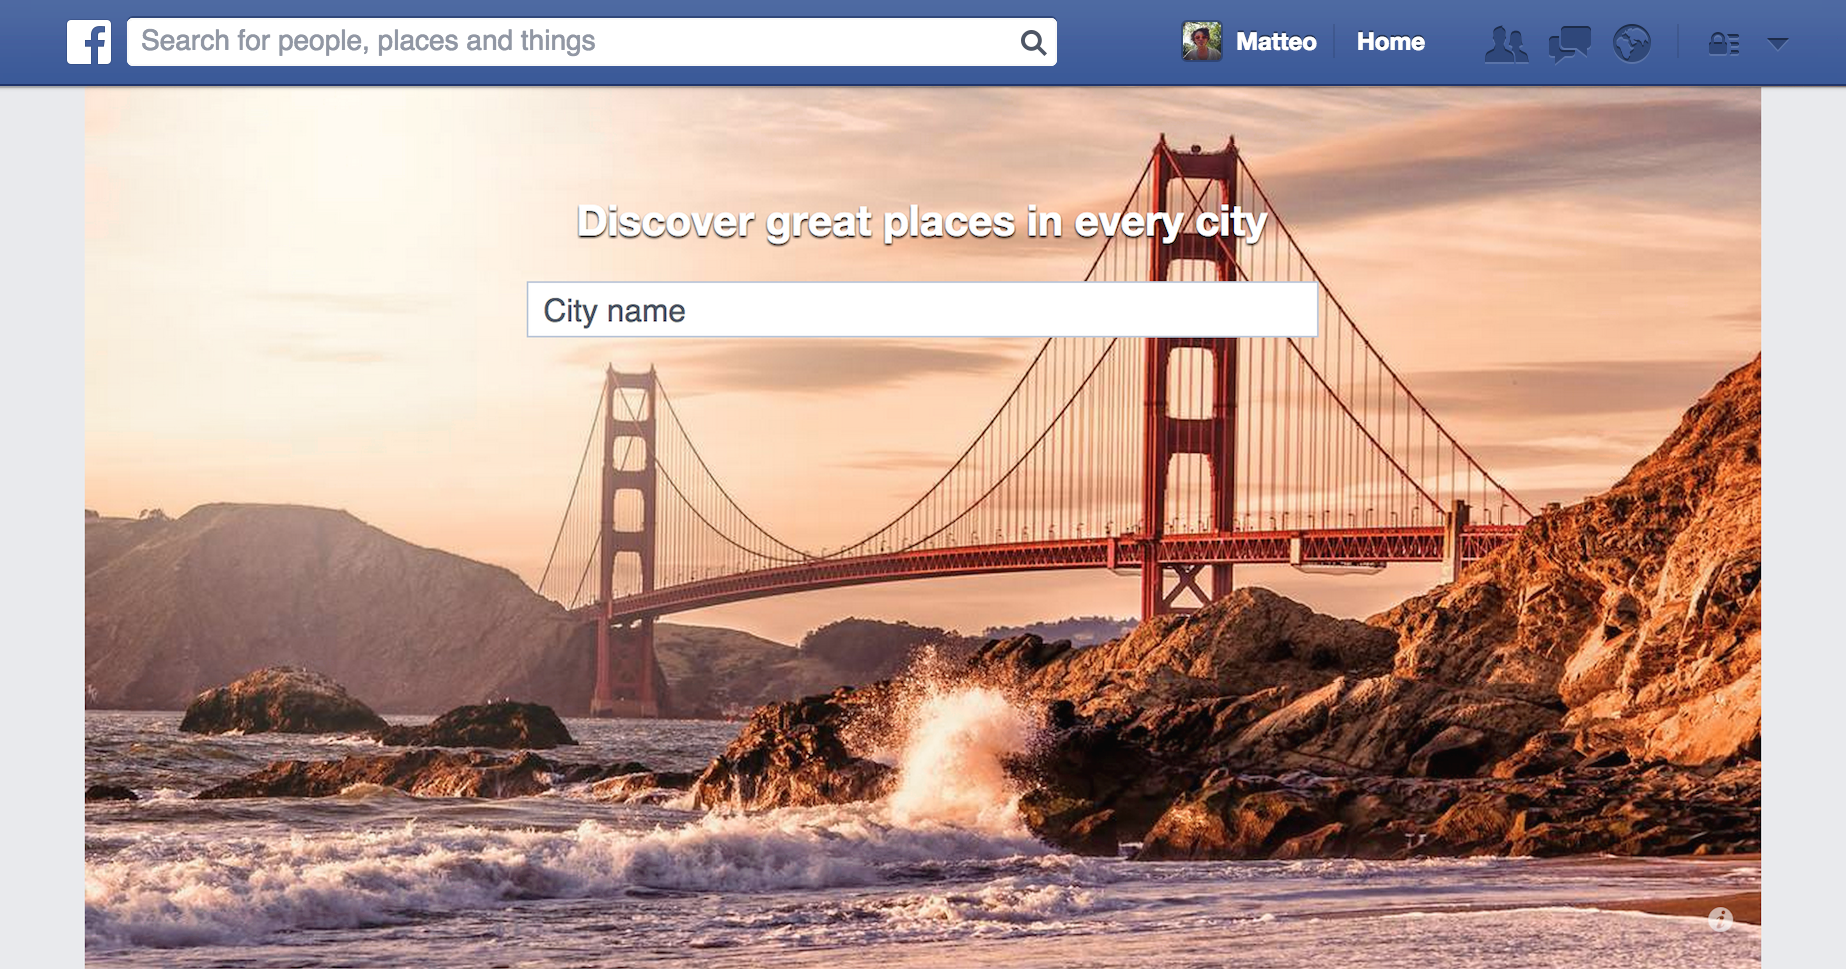 Search for people, places and things
Matteo
Home
Discover great places in every city
City name